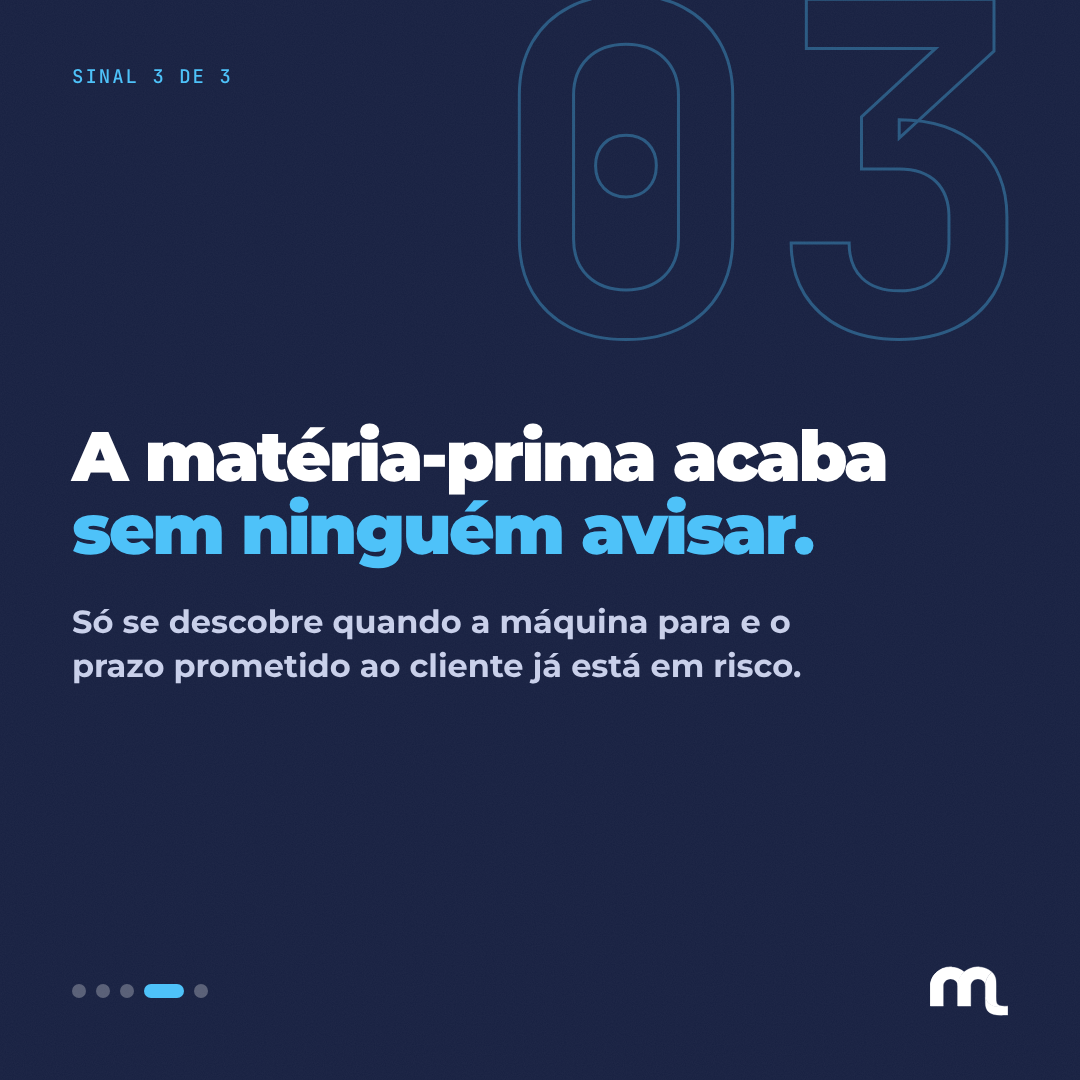 SINAL 3 DE 3
03
A matéria-prima acaba
sem ninguém avisar.
Só se descobre quando a máquina para e o
prazo prometido ao cliente já está em risco.
m